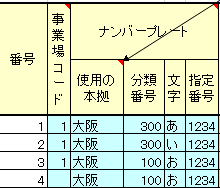 番号
事業場コード
ナンバープレート
使用の本拠
分類番号
文字
指定番号
1 1 大阪 300 あ 1234
2 1 大阪 300 い 1234
3 1 大阪 100 お 1234
4 大阪 100 お 1234